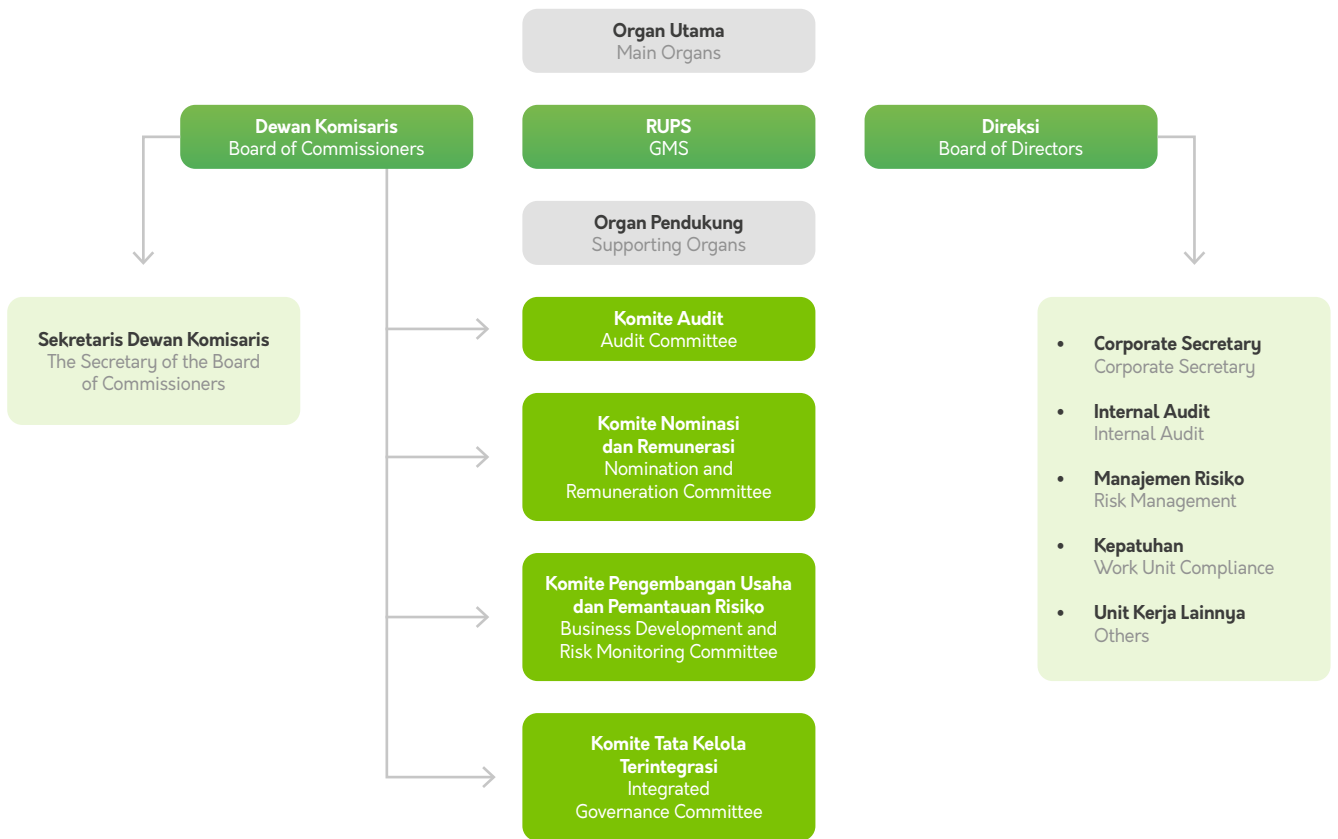 Organ Utama
Main Organs
Dewan Komisaris
Board of Commissioners
RUPS
GMS
Direksi
Board of Directors
Organ Pendukung
Supporting Organs
Sekretaris Dewan Komisaris
The Secretary of the Board
of Commissioners
Komite Audit
Audit Committee
Komite Nominasi
dan Remunerasi
Nomination and
Remuneration Committee
Komite Pengembangan Usaha
dan Pemantauan Risiko
Business Development and
Risk Monitoring Committee
Komite Tata Kelola
Terintegrasi
Integrated
Governance Committee
• Corporate Secretary
Corporate Secretary
• Internal Audit
Internal Audit
• Manajemen Risiko
Risk Management
• Kepatuhan
Work Unit Compliance
• Unit Kerja Lainnya
Others